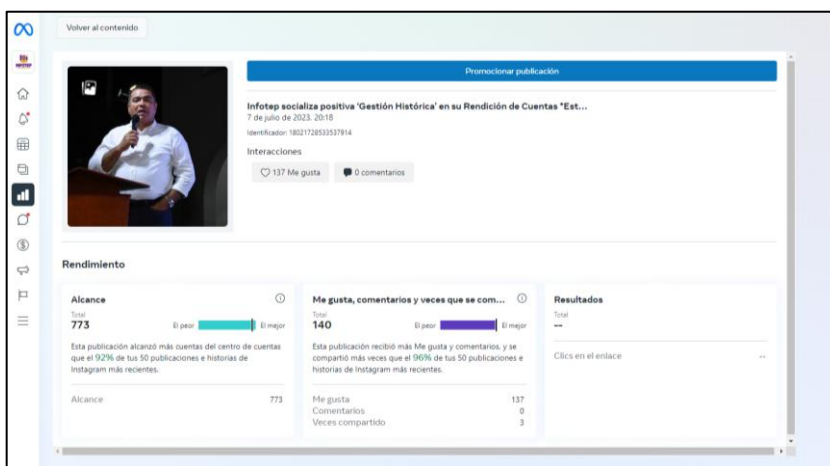 Volver al contenido
Promocionar publicación
Infotep socializa positiva 'Gestión Histórica' en su Rendición de Cuentas "Est...
7 de julio de 2023. 20:18
Identificador: 18021728533537914
Interacciones
137 Me gusta
0 comentarios
Rendimiento
Alcance
Total
773
El peor
El mejor
Esta publicación alcanzó más cuentas del centro de cuentas
que el 92% de tus 50 publicaciones e historias de
Instagram más recientes.
Alcance 773
Me gusta, comentarios y veces que se com...
Total
140
El peor
El mejor
Esta publicación recibió más Me gusta y comentarios, y se
compartió más veces que el 96% de tus 50 publicaciones e
historias de Instagram más recientes.
Me gusta 137
Comentarios 0
Veces compartido 3
Resultados
Total
--
Clics en el enlace --